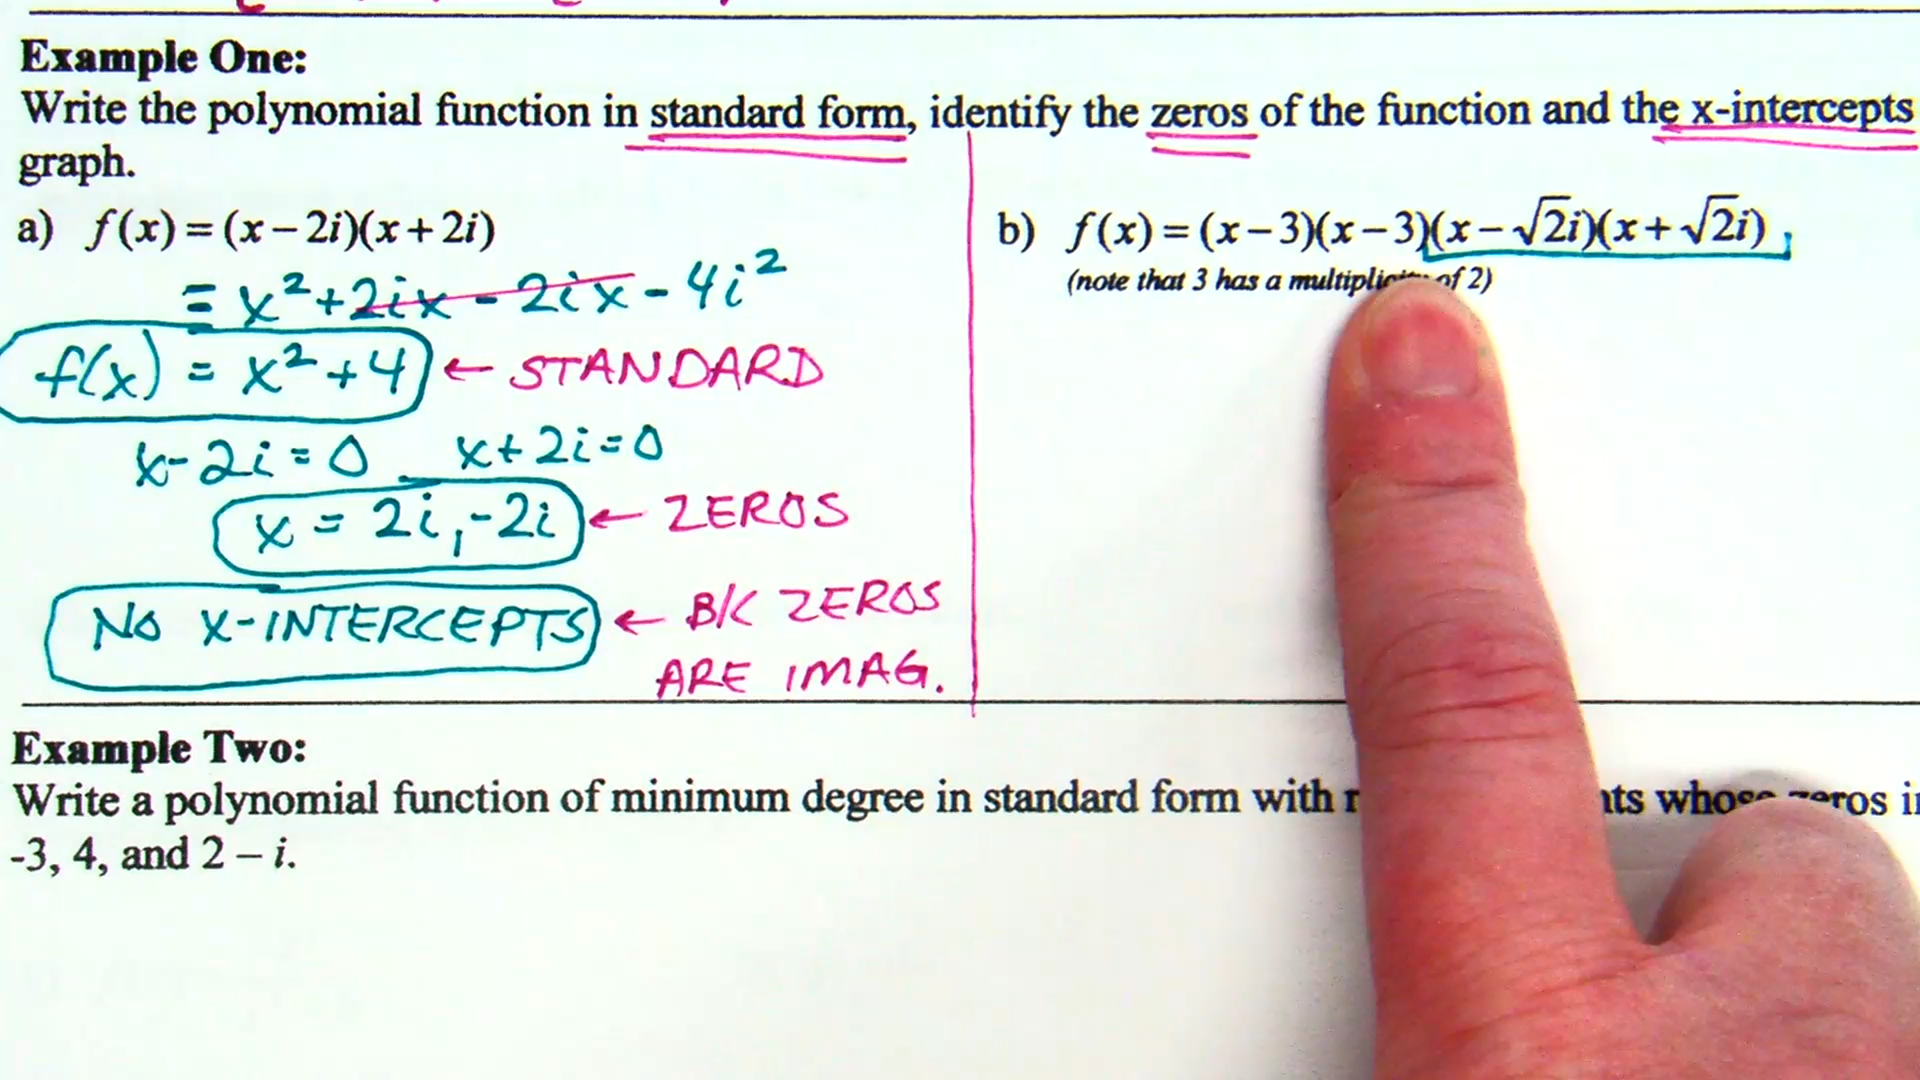 Example One:
Write the polynomial function in standard form, identify the zeros of the function and the x-intercepts
graph.
a) f(x) = (x − 2i)(x + 2i)
= x² + 2ix - 2ix - 4i²
f(x) = x² + 4 ← STANDARD
x - 2i = 0 x + 2i = 0
x = 2i, -2i ← ZEROS
NO X-INTERCEPTS ← B/C ZEROS
ARE IMAG.
b) f(x) = (x − 3)(x − 3)(x − √2i)(x + √2i)
(note that 3 has a multiplicity of 2)
Example Two:
Write a polynomial function of minimum degree in standard form with whose zeros
-3, 4, and 2 – i.